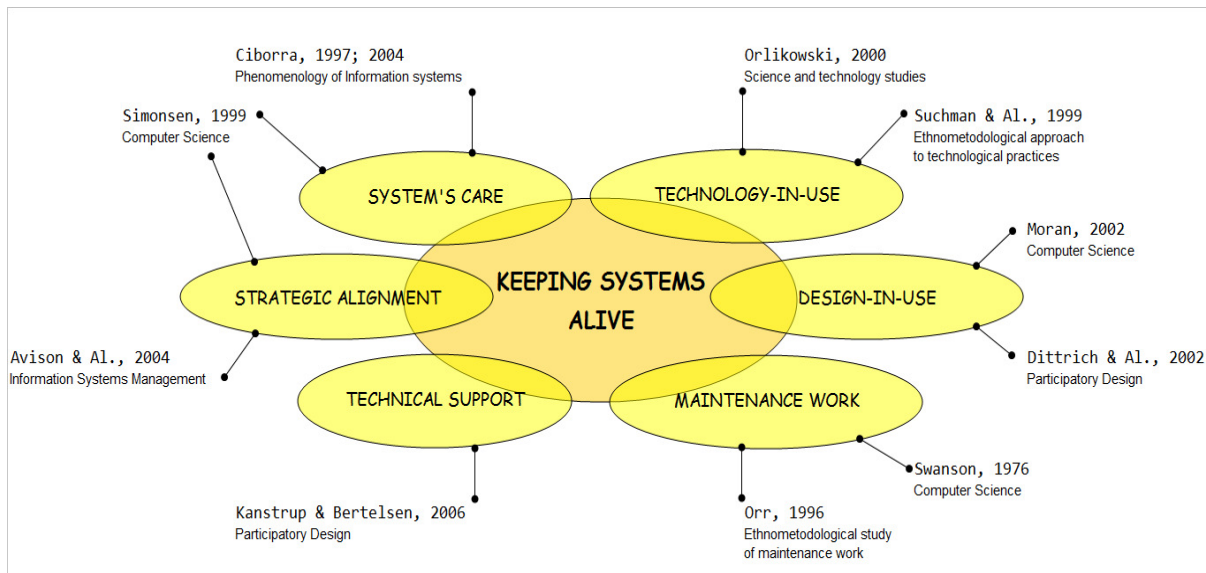 Ciborra, 1997; 2004
Phenomenology of Information systems
Orlikowski, 2000
Science and technology studies
Simonsen, 1999
Computer Science
Suchman & Al., 1999
Ethnometodological approach
to technological practices
SYSTEM'S CARE
TECHNOLOGY-IN-USE
Moran, 2002
Computer Science
KEEPING SYSTEMS
ALIVE
STRATEGIC ALIGNMENT
DESIGN-IN-USE
Avison & Al., 2004
Information Systems Management
Dittrich & Al., 2002
Participatory Design
TECHNICAL SUPPORT
MAINTENANCE WORK
Swanson, 1976
Computer Science
Kanstrup & Bertelsen, 2006
Participatory Design
Orr, 1996
Ethnometodological study
of maintenance work